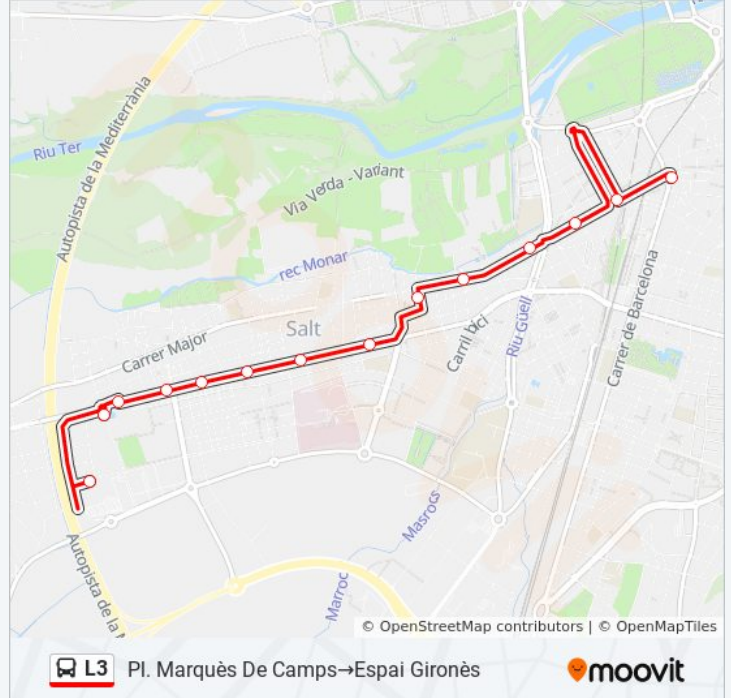 Riu Ter
Autopista de la Mediterrània
Via Verda - Variant
rec Monar
Salt
Carrer Major
Carril bici
Riu Güell
Carrer de Barcelona
Masrocs
Marroc
Autopista de la M
© OpenStreetMap contributors | © OpenMapTiles
L3 Pl. Marquès De Camps→Espai Gironès moovit